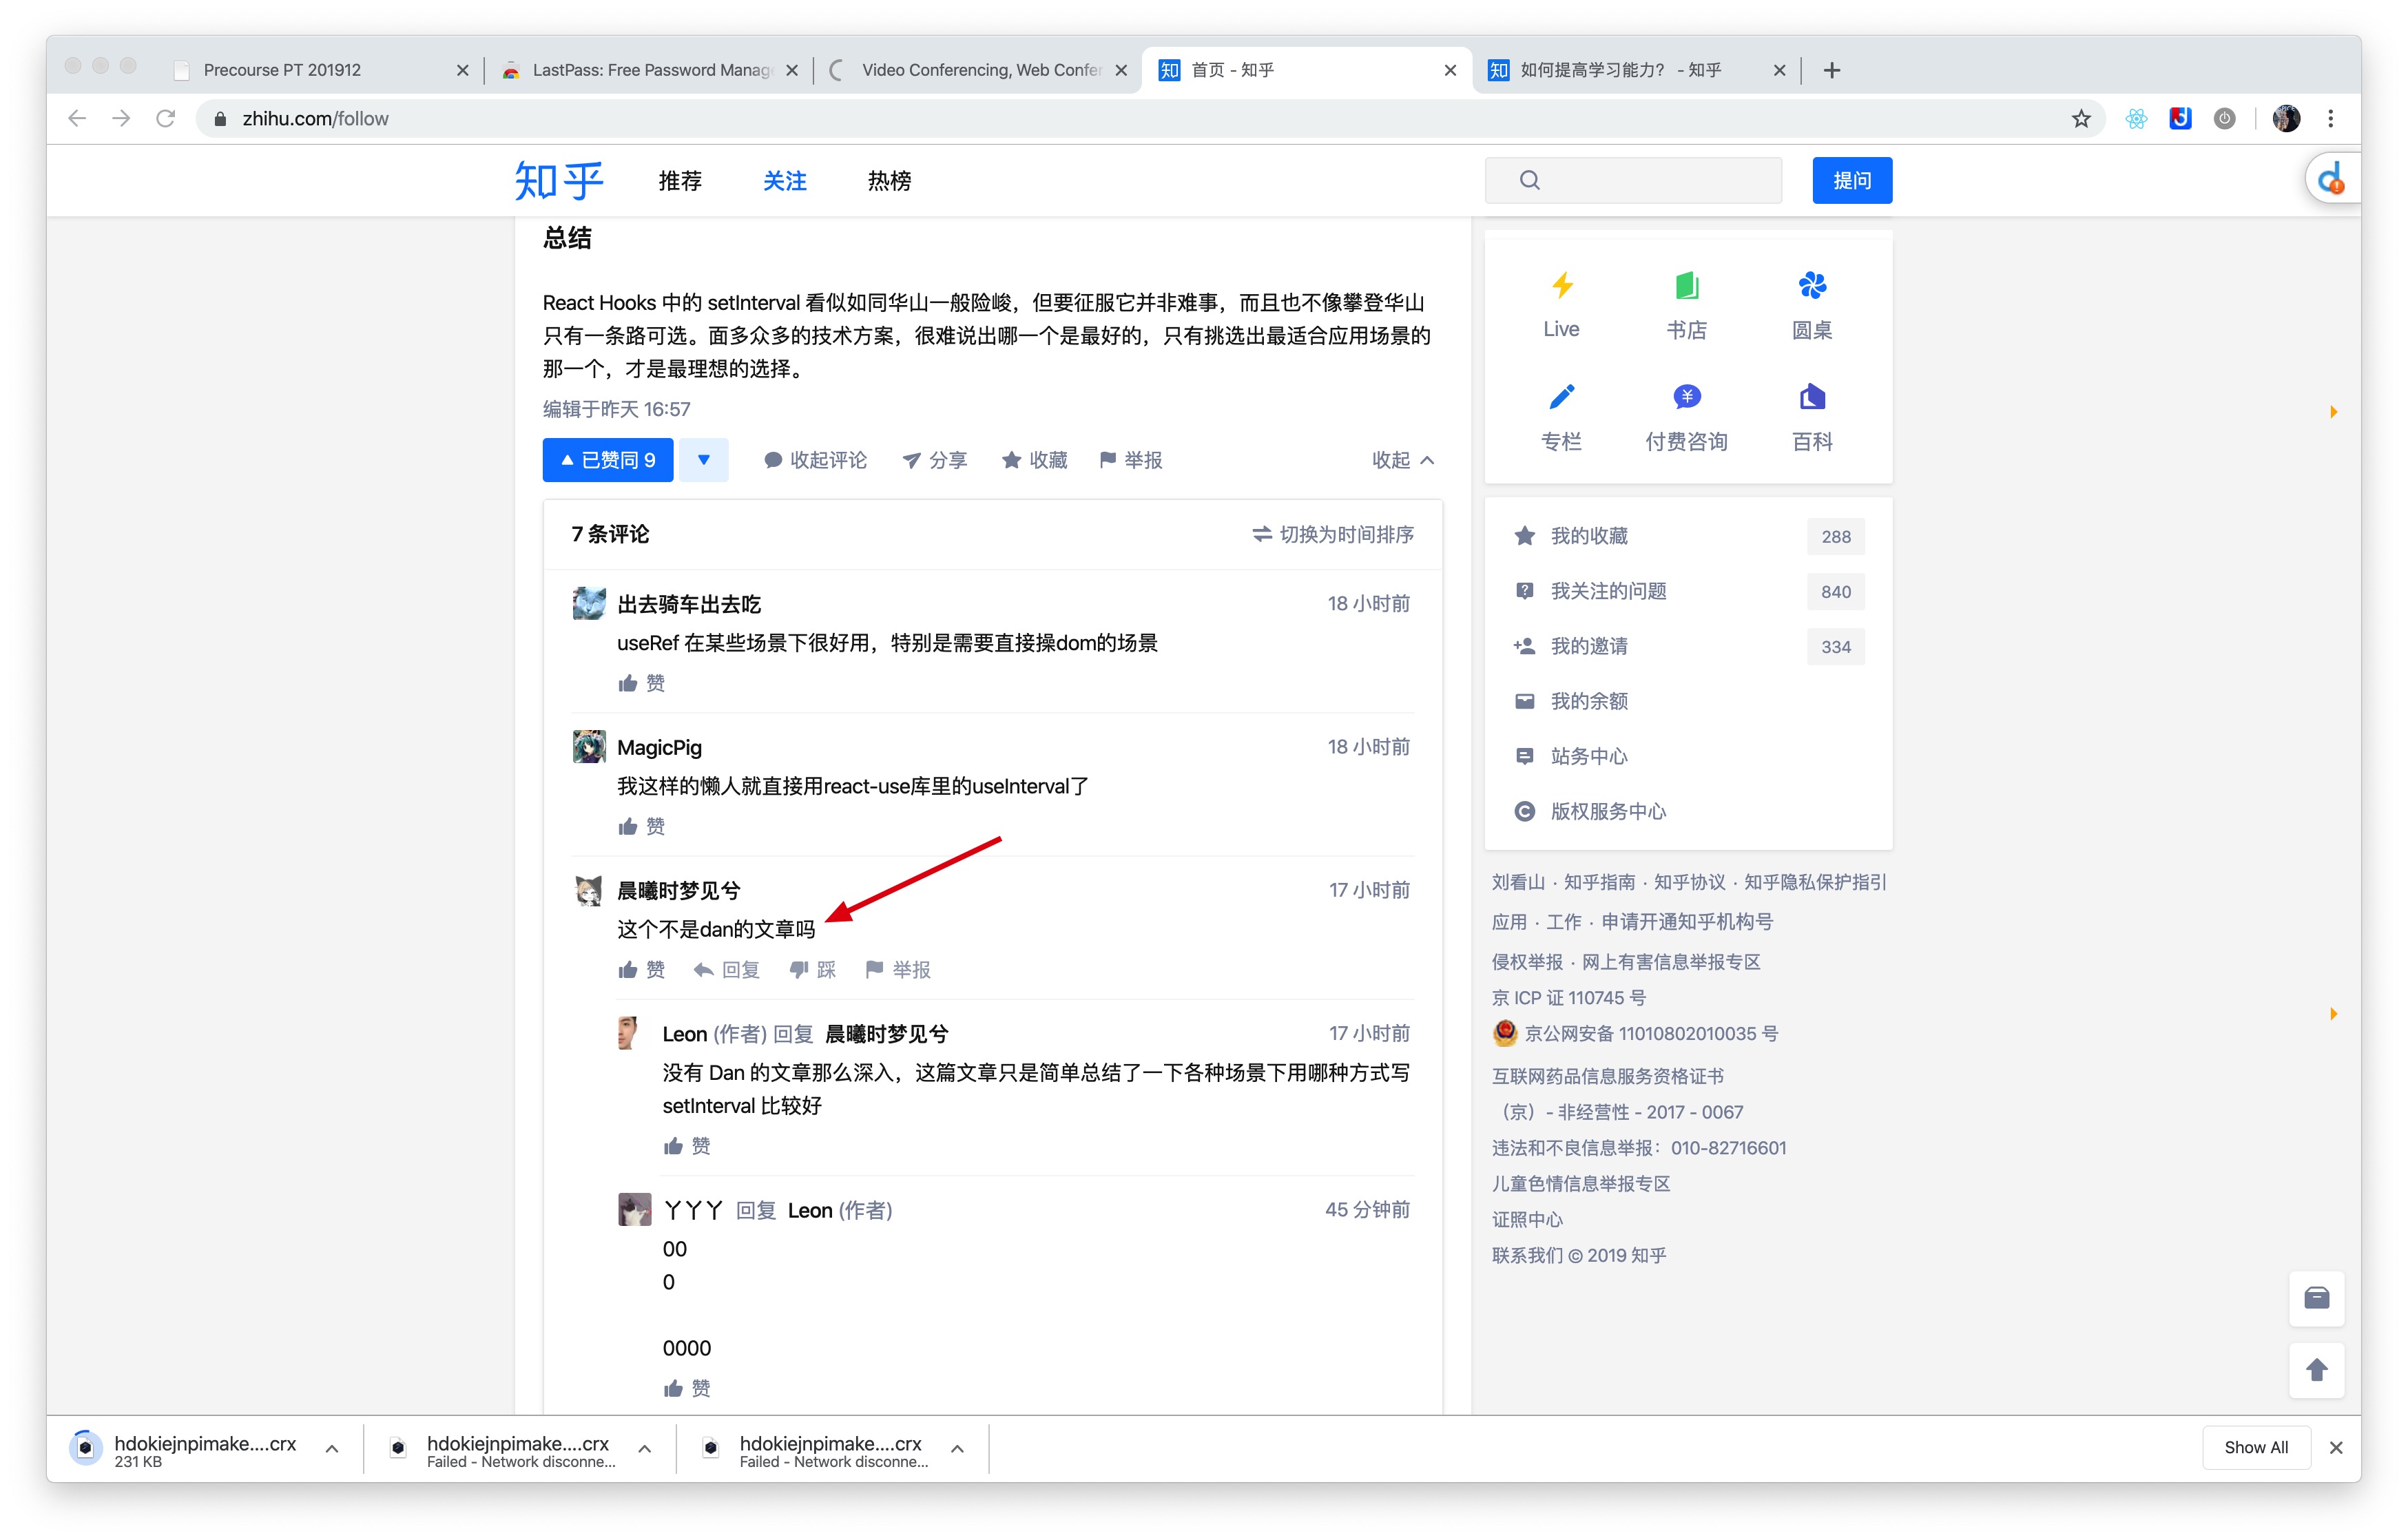 Precourse PT 201912
LastPass: Free Password Manag
Video Conferencing, Web Confer
知 首页 - 知乎
知 如何提高学习能力？ - 知乎
zhihu.com/follow
知乎
推荐
关注
热榜
提问
总结
React Hooks 中的 setInterval 看似如同华山一般险峻，但要征服它并非难事，而且也不像攀登华山
只有一条路可选。面多众多的技术方案，很难说出哪一个是最好的，只有挑选出最适合应用场景的
那一个，才是最理想的选择。
编辑于昨天 16:57
已赞同 9
收起评论
分享
收藏
举报
收起
7 条评论
切换为时间排序
出去骑车出去吃
18 小时前
useRef 在某些场景下很好用，特别是需要直接操dom的场景
赞
MagicPig
18 小时前
我这样的懒人就直接用react-use库里的useInterval了
赞
晨曦时梦见兮
17 小时前
这个不是dan的文章吗
赞 回复 踩 举报
Leon (作者) 回复 晨曦时梦见兮
17 小时前
没有 Dan 的文章那么深入，这篇文章只是简单总结了一下各种场景下用哪种方式写
setInterval 比较好
赞
丫丫丫 回复 Leon (作者)
45 分钟前
00
0
0000
赞
Live
书店
圆桌
专栏
付费咨询
百科
我的收藏 288
我关注的问题 840
我的邀请 334
我的余额
站务中心
版权服务中心
刘看山 · 知乎指南 · 知乎协议 · 知乎隐私保护指引
应用 · 工作 · 申请开通知乎机构号
侵权举报 · 网上有害信息举报专区
京 ICP 证 110745 号
京公网安备 11010802010035 号
互联网药品信息服务资格证书
（京）- 非经营性 - 2017 - 0067
违法和不良信息举报：010-82716601
儿童色情信息举报专区
证照中心
联系我们 © 2019 知乎
hdokiejnpimake....crx
231 KB
hdokiejnpimake....crx
Failed - Network disconne...
hdokiejnpimake....crx
Failed - Network disconne...
Show All